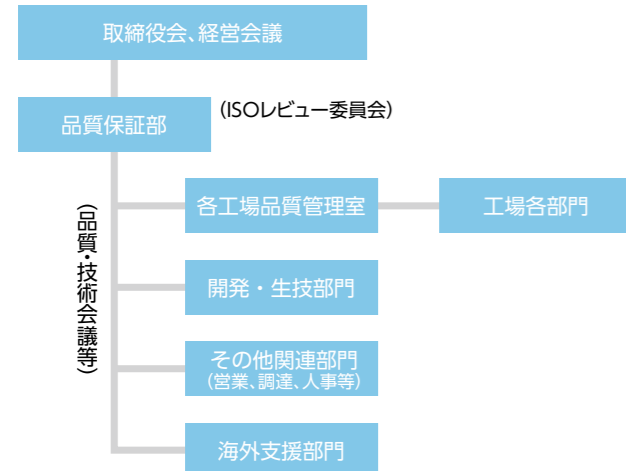 取締役会、経営会議
品質保証部
(ISOレビュー委員会)
(品質・技術会議等)
各工場品質管理室
工場各部門
開発・生技部門
その他関連部門
(営業、調達、人事等)
海外支援部門